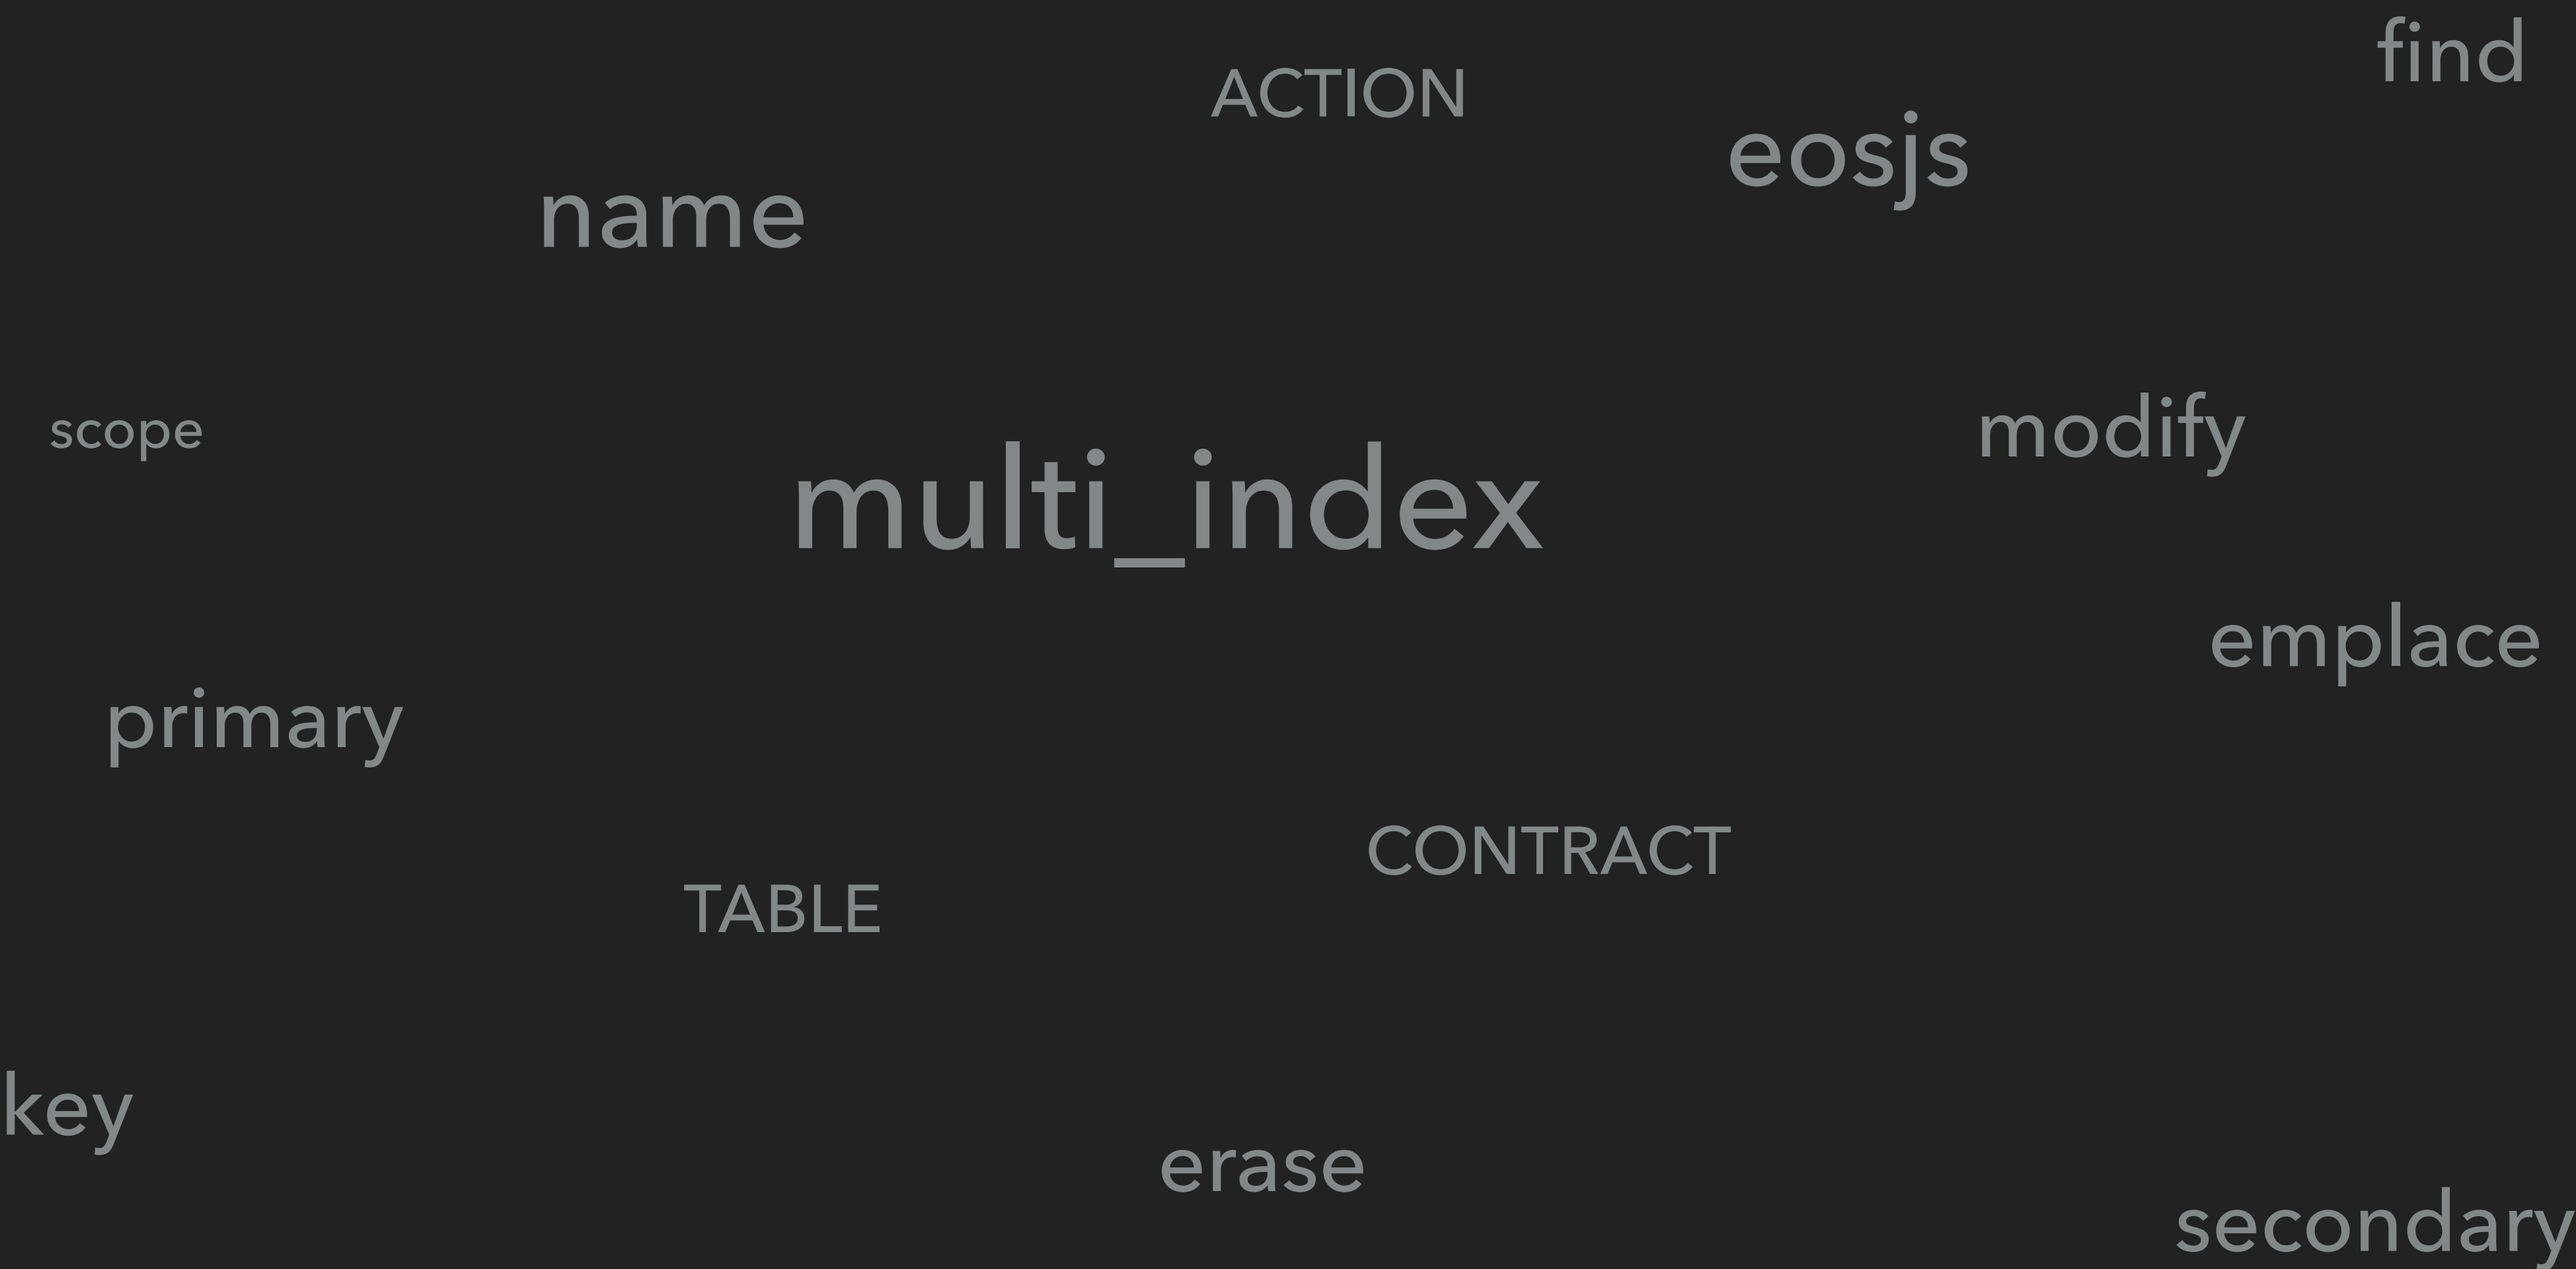 find
ACTION
eosjs
name
scope
modify
multi_index
emplace
primary
CONTRACT
TABLE
key
erase
secondary